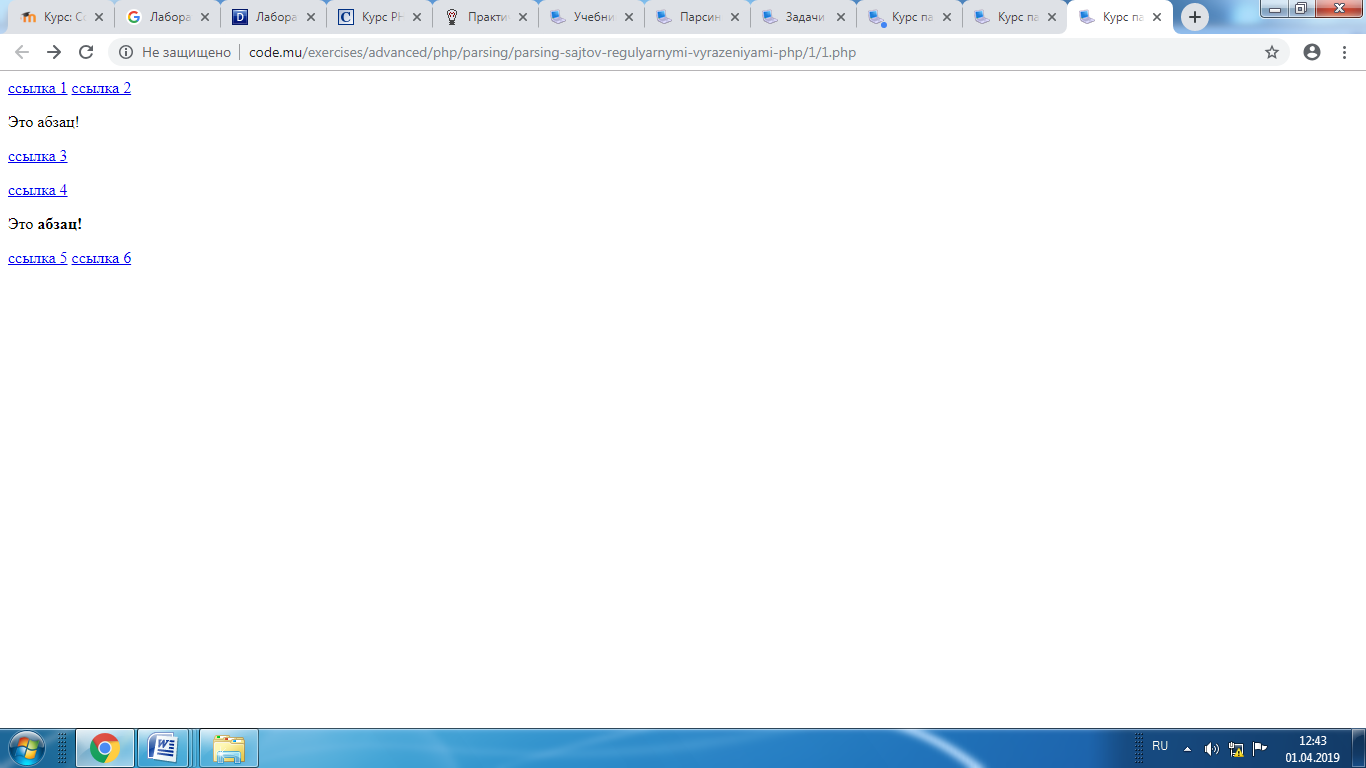 Курс: Со
Лабора
Лабора
Курс PH
Практи
Учебни
Парсин
Задачи
Курс па
Курс па
Курс па
Не защищено
code.mu/exercises/advanced/php/parsing/parsing-sajtov-regulyarnymi-vyrazeniyami-php/1/1.php
ссылка 1 ссылка 2
Это абзац!
ссылка 3
ссылка 4
Это абзац!
ссылка 5 ссылка 6
RU
12:43
01.04.2019